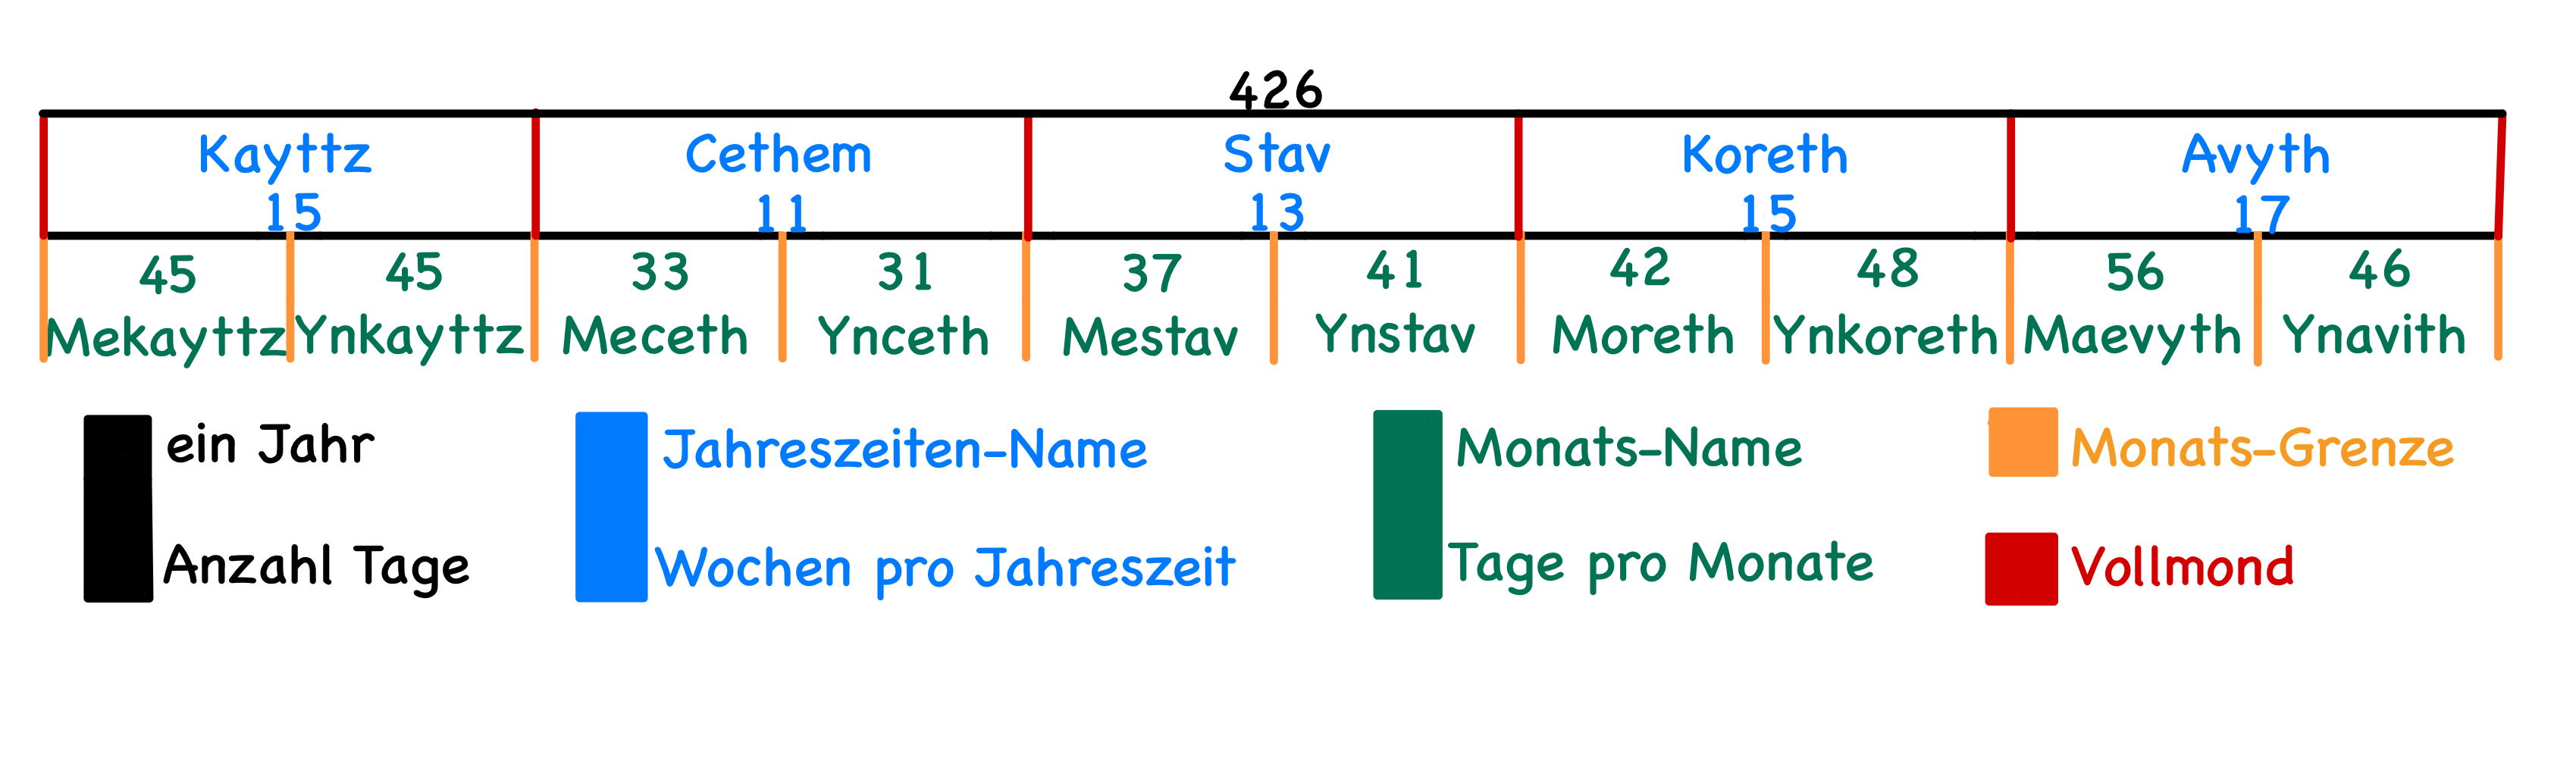 426
Kayttz Cethem Stav Koreth Avyth
15 11 13 15 17
45 45 33 31 37 41 42 48 56 46
Mekayttz Ynkayttz Meceth Ynceth Mestav Ynstav Moreth Ynkoreth Maevyth Ynavith
ein Jahr Jahreszeiten-Name Monats-Name Monats-Grenze
Anzahl Tage Wochen pro Jahreszeit Tage pro Monate Vollmond